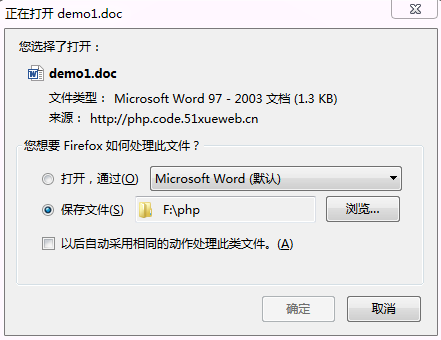 正在打开 demo1.doc
您选择了打开：
demo1.doc
文件类型： Microsoft Word 97 - 2003 文档 (1.3 KB)
来源： http://php.code.51xueweb.cn
您想要 Firefox 如何处理此文件？
打开，通过(O) Microsoft Word (默认)
保存文件(S) F:\php 浏览...
以后自动采用相同的动作处理此类文件。(A)
确定 取消